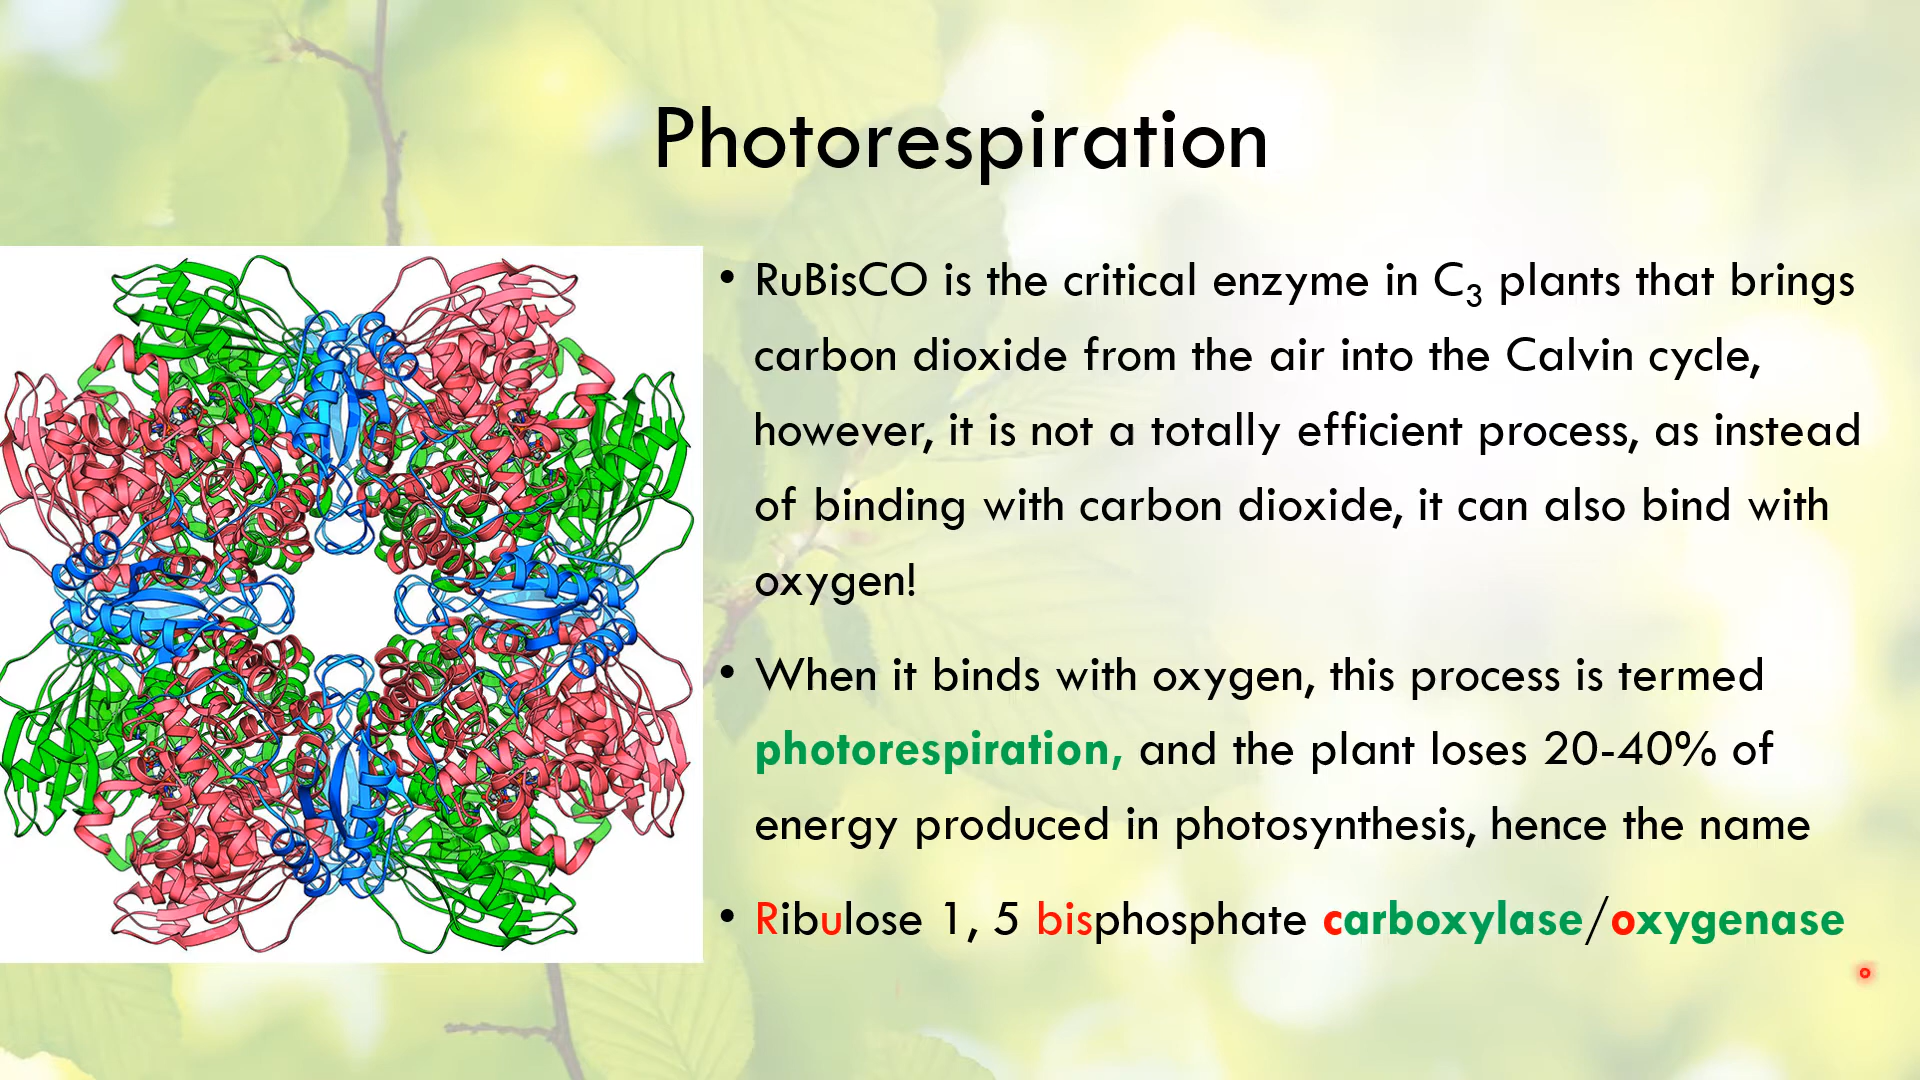 Photorespiration
• RuBisCO is the critical enzyme in C₃ plants that brings
carbon dioxide from the air into the Calvin cycle,
however, it is not a totally efficient process, as instead
of binding with carbon dioxide, it can also bind with
oxygen!
• When it binds with oxygen, this process is termed
photorespiration, and the plant loses 20-40% of
energy produced in photosynthesis, hence the name
• Ribulose 1, 5 bisphosphate carboxylase/oxygenase